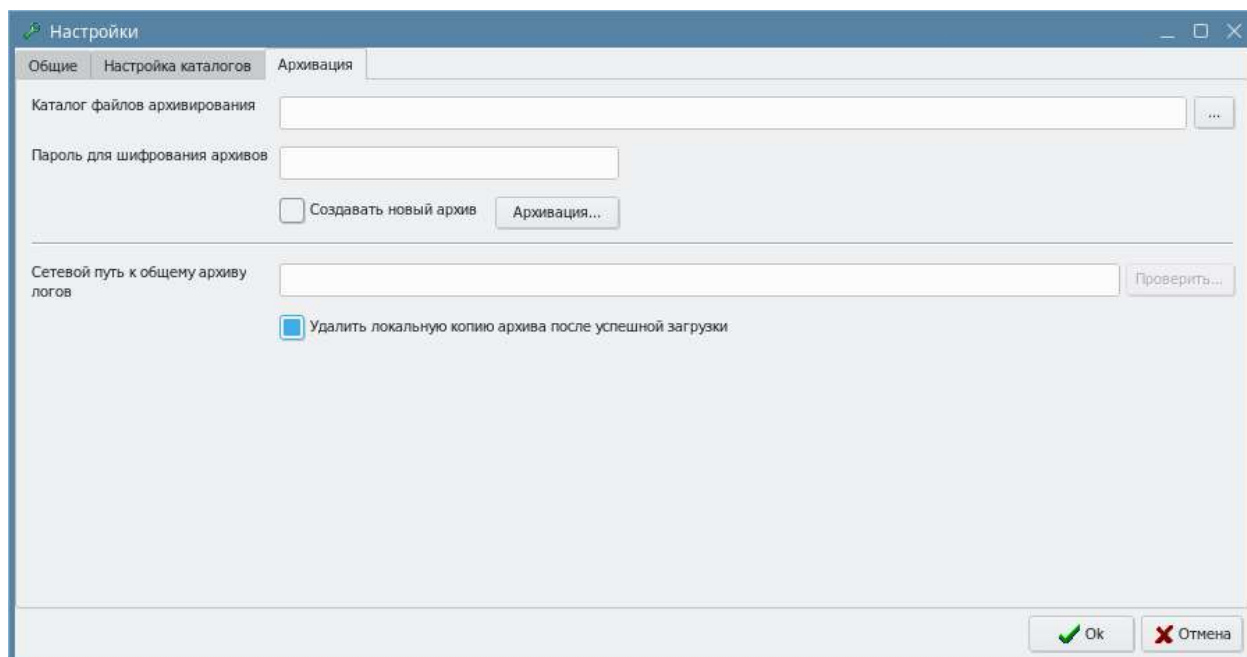 Настройки
Общие Настройка каталогов Архивация
Каталог файлов архивирования ...
Пароль для шифрования архивов
Создавать новый архив Архивация...
Сетевой путь к общему архиву
логов
Проверить...
Удалить локальную копию архива после успешной загрузки
Ok Отмена